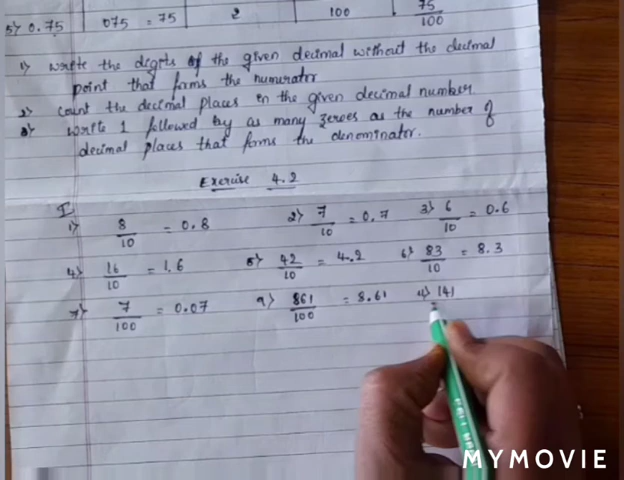 5) 0.75 075 = 75 2 100 75/100
1) write the digits of the given decimal without the decimal
point that forms the numerator
2) count the decimal places in the given decimal number.
3) write 1 followed by as many zeroes as the number of
decimal places that forms the denominator.
Exercise 4.2
I
1) 8/10 = 0.8 2) 7/10 = 0.7 3) 6/10 = 0.6
4) 16/10 = 1.6 5) 42/10 = 4.2 6) 83/10 = 8.3
7) 7/100 = 0.07 9) 861/100 = 8.61 11) 141
MYMOVIE